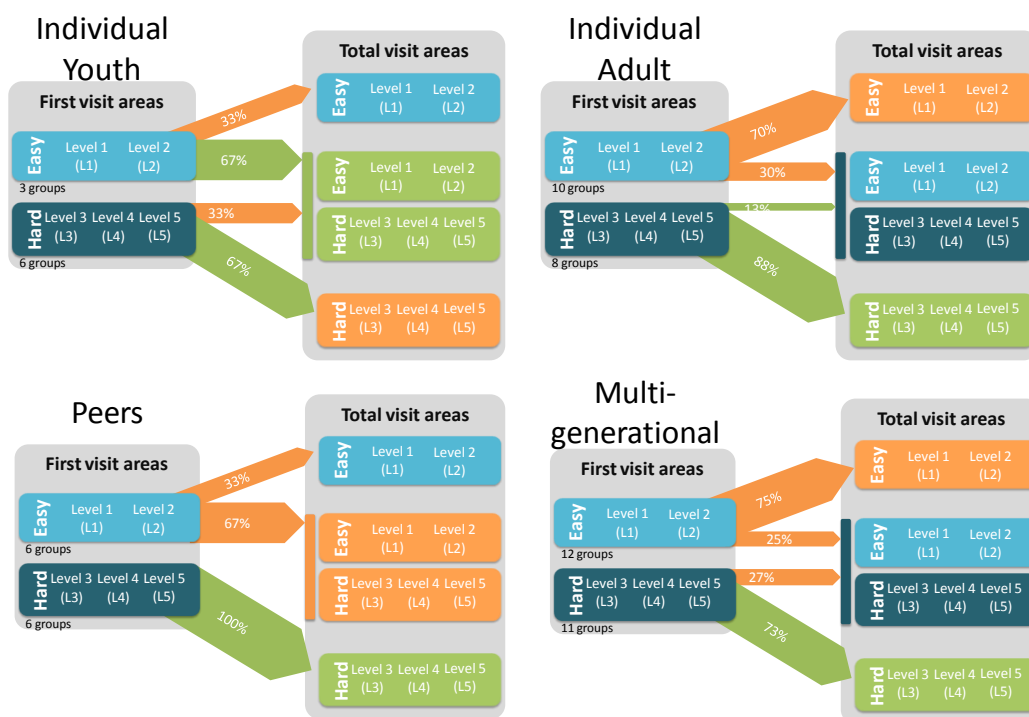 Individual
Youth
First visit areas
Easy
Level 1 Level 2
(L1) (L2)
3 groups
Hard
Level 3 Level 4 Level 5
(L3) (L4) (L5)
6 groups
33%
67%
33%
67%
Total visit areas
Easy
Level 1 Level 2
(L1) (L2)
Easy
Level 1 Level 2
(L1) (L2)
Hard
Level 3 Level 4 Level 5
(L3) (L4) (L5)
Hard
Level 3 Level 4 Level 5
(L3) (L4) (L5)
Individual
Adult
First visit areas
Easy
Level 1 Level 2
(L1) (L2)
10 groups
Hard
Level 3 Level 4 Level 5
(L3) (L4) (L5)
8 groups
70%
30%
13%
88%
Total visit areas
Easy
Level 1 Level 2
(L1) (L2)
Easy
Level 1 Level 2
(L1) (L2)
Hard
Level 3 Level 4 Level 5
(L3) (L4) (L5)
Hard
Level 3 Level 4 Level 5
(L3) (L4) (L5)
Peers
First visit areas
Easy
Level 1 Level 2
(L1) (L2)
6 groups
Hard
Level 3 Level 4 Level 5
(L3) (L4) (L5)
6 groups
33%
67%
100%
Total visit areas
Easy
Level 1 Level 2
(L1) (L2)
Easy
Level 1 Level 2
(L1) (L2)
Hard
Level 3 Level 4 Level 5
(L3) (L4) (L5)
Hard
Level 3 Level 4 Level 5
(L3) (L4) (L5)
Multi-
generational
First visit areas
Easy
Level 1 Level 2
(L1) (L2)
12 groups
Hard
Level 3 Level 4 Level 5
(L3) (L4) (L5)
11 groups
75%
25%
27%
73%
Total visit areas
Easy
Level 1 Level 2
(L1) (L2)
Easy
Level 1 Level 2
(L1) (L2)
Hard
Level 3 Level 4 Level 5
(L3) (L4) (L5)
Hard
Level 3 Level 4 Level 5
(L3) (L4) (L5)